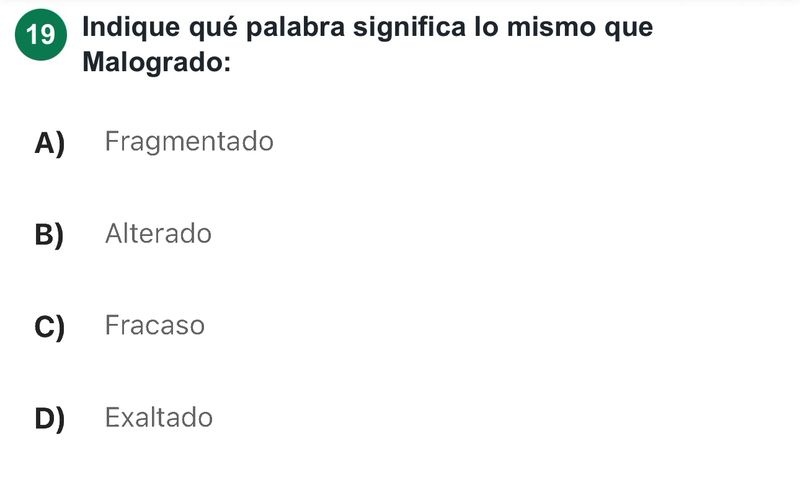 19 Indique qué palabra significa lo mismo que
Malogrado:
A) Fragmentado
B) Alterado
C) Fracaso
D) Exaltado